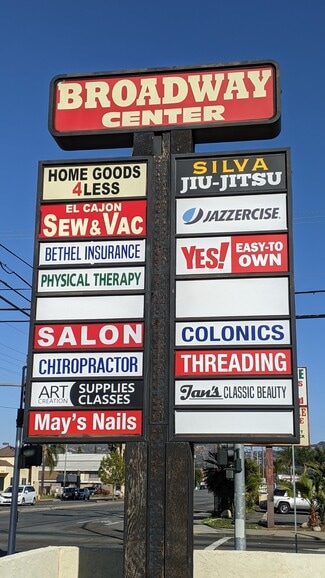 BROADWAY
CENTER
HOME GOODS
4LESS
EL CAJON
SEW & VAC
BETHEL INSURANCE
PHYSICAL THERAPY
SALON
CHIROPRACTOR
ART SUPPLIES
CREATION CLASSES
May's Nails
SILVA
JIU-JITSU
JAZZERCISE.
YES! EASY-TO
OWN
COLONICS
THREADING
Jan's CLASSIC BEAUTY